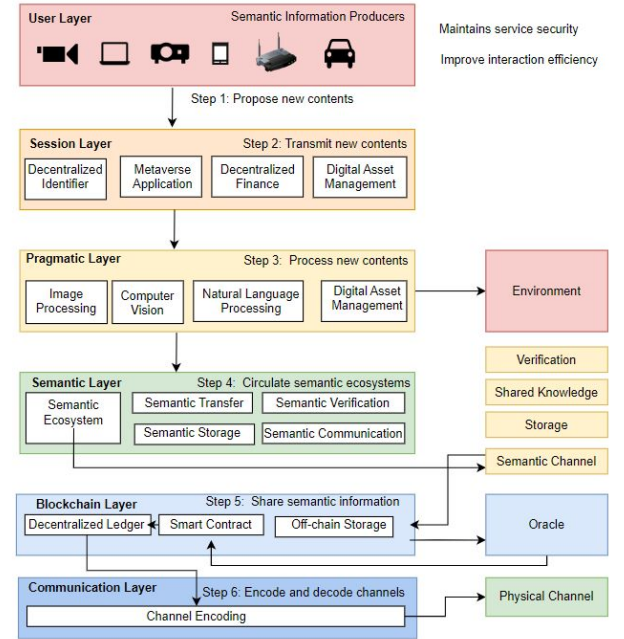 User Layer
Semantic Information Producers
Maintains service security
Improve interaction efficiency
Step 1: Propose new contents
Session Layer
Step 2: Transmit new contents
Decentralized
Identifier
Metaverse
Application
Decentralized
Finance
Digital Asset
Management
Pragmatic Layer
Step 3: Process new contents
Image
Processing
Computer
Vision
Natural Language
Processing
Digital Asset
Management
Environment
Verification
Shared Knowledge
Storage
Semantic Channel
Semantic Layer
Step 4: Circulate semantic ecosystems
Semantic
Ecosystem
Semantic Transfer
Semantic Verification
Semantic Storage
Semantic Communication
Blockchain Layer
Step 5: Share semantic information
Decentralized Ledger
Smart Contract
Off-chain Storage
Oracle
Communication Layer
Step 6: Encode and decode channels
Channel Encoding
Physical Channel